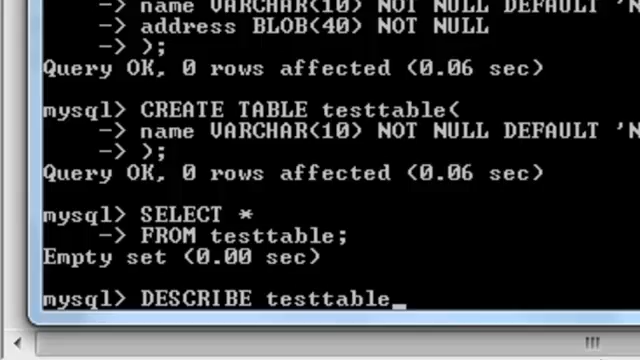 -> name VARCHAR(10) NOT NULL DEFAULT 'N
-> address BLOB(40) NOT NULL
-> );
Query OK, 0 rows affected (0.06 sec)
mysql> CREATE TABLE testtable(
-> name VARCHAR(10) NOT NULL DEFAULT 'N
-> );
Query OK, 0 rows affected (0.06 sec)
mysql> SELECT *
-> FROM testtable;
Empty set (0.00 sec)
mysql> DESCRIBE testtable_